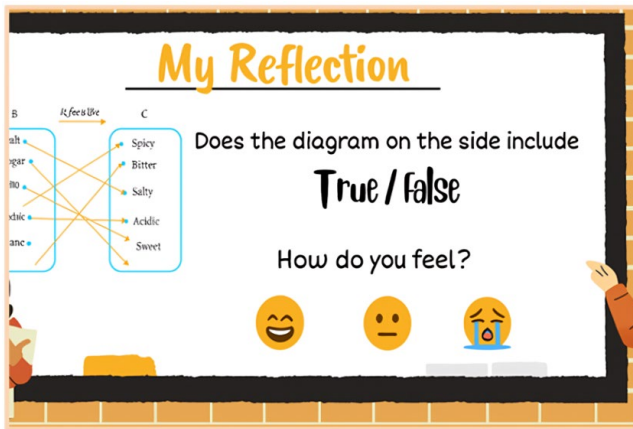 My Reflection
B
It feels like
C
Spicy
Bitter
Salty
Acidic
Sweet
Does the diagram on the side include
True / False
How do you feel?